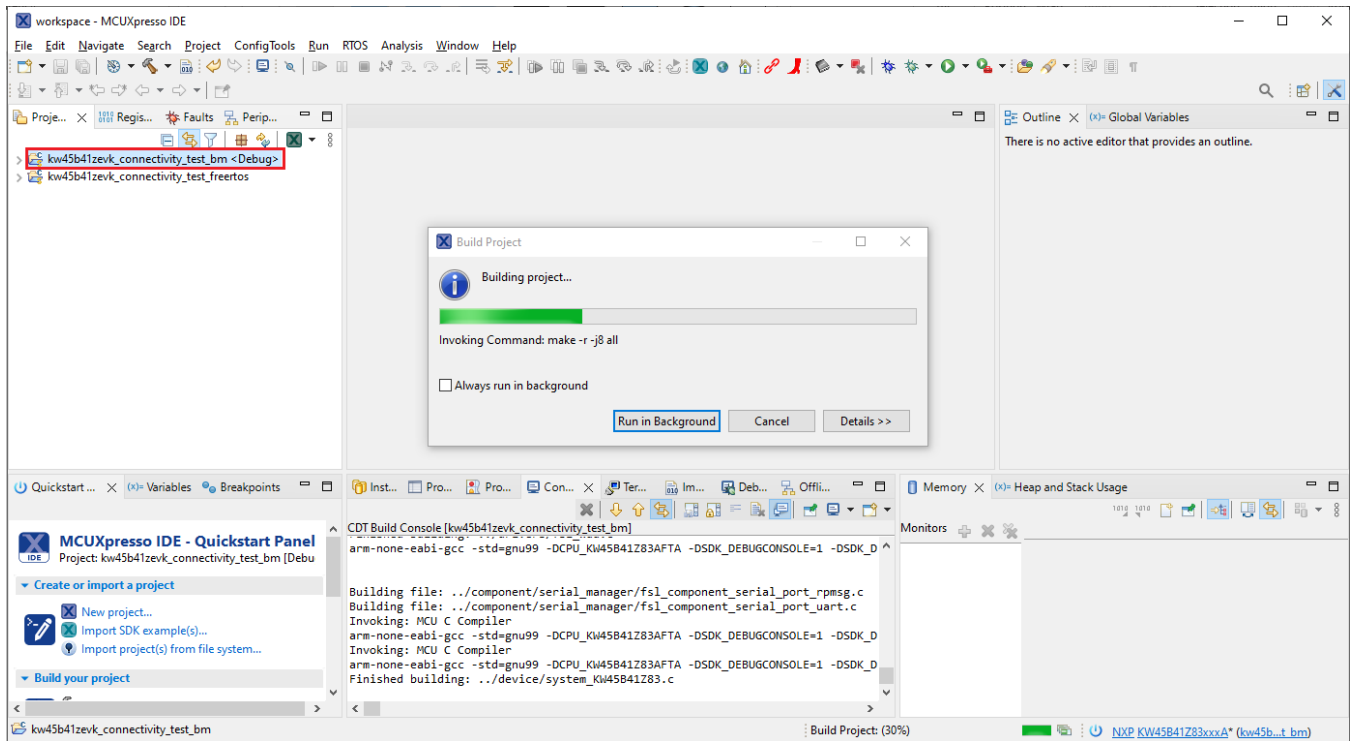 workspace - MCUXpresso IDE
File Edit Navigate Search Project ConfigTools Run RTOS Analysis Window Help
Proje... Regis... Faults Perip...
kw45b41zevk_connectivity_test_bm <Debug>
kw45b41zevk_connectivity_test_freertos
Outline (x)= Global Variables
There is no active editor that provides an outline.
Build Project
Building project...
Invoking Command: make -r -j8 all
Always run in background
Run in Background Cancel Details >>
Quickstart ... (x)= Variables Breakpoints
MCUXpresso IDE - Quickstart Panel
IDE
Project: kw45b41zevk_connectivity_test_bm [Debu
Create or import a project
New project...
Import SDK example(s)...
Import project(s) from file system...
Build your project
Inst... Pro... Pro... Con... Ter... Im... Deb... Offli...
CDT Build Console [kw45b41zevk_connectivity_test_bm]
arm-none-eabi-gcc -std=gnu99 -DCPU_KW45B41Z83AFTA -DSDK_DEBUGCONSOLE=1 -DSDK_D
Building file: ../component/serial_manager/fsl_component_serial_port_rpmsg.c
Building file: ../component/serial_manager/fsl_component_serial_port_uart.c
Invoking: MCU C Compiler
arm-none-eabi-gcc -std=gnu99 -DCPU_KW45B41Z83AFTA -DSDK_DEBUGCONSOLE=1 -DSDK_D
Invoking: MCU C Compiler
arm-none-eabi-gcc -std=gnu99 -DCPU_KW45B41Z83AFTA -DSDK_DEBUGCONSOLE=1 -DSDK_D
Finished building: ../device/system_KW45B41Z83.c
Memory (x)= Heap and Stack Usage
Monitors
kw45b41zevk_connectivity_test_bm
Build Project: (30%)
NXP KW45B41Z83xxxA* (kw45b...t_bm)